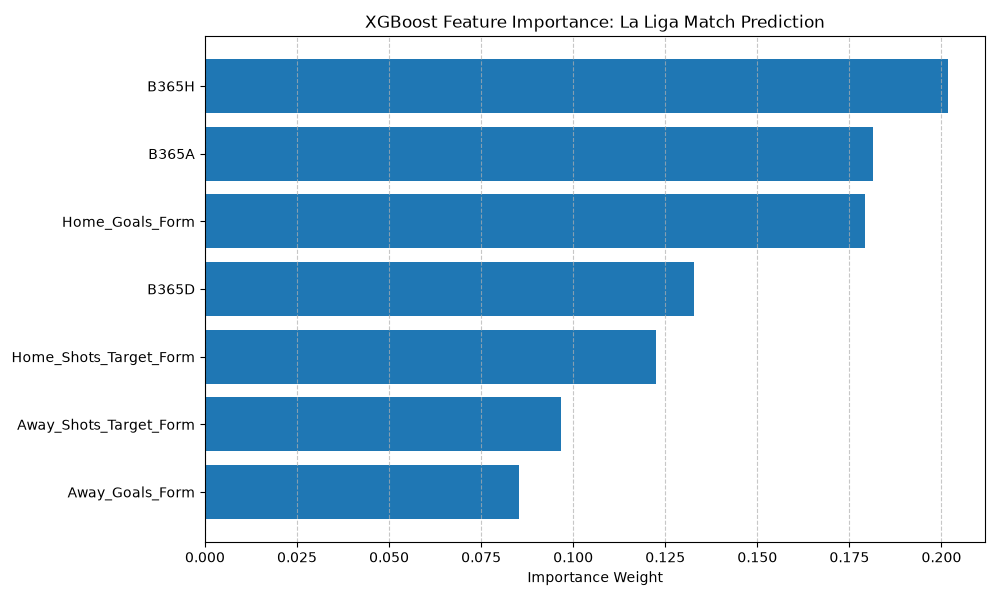 XGBoost Feature Importance: La Liga Match Prediction
B365H
B365A
Home_Goals_Form
B365D
Home_Shots_Target_Form
Away_Shots_Target_Form
Away_Goals_Form
0.000 0.025 0.050 0.075 0.100 0.125 0.150 0.175 0.200
Importance Weight